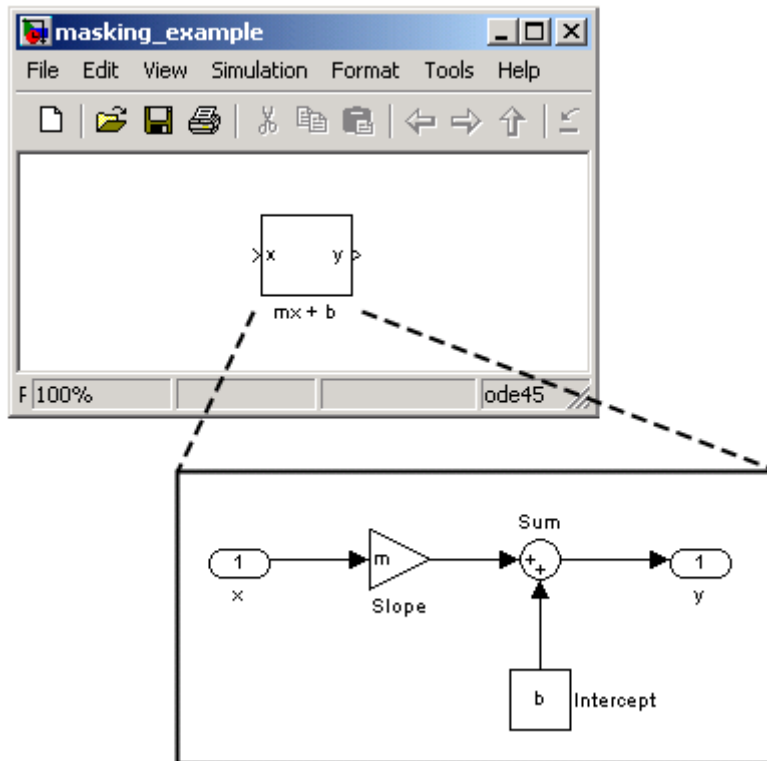 masking_example
File Edit View Simulation Format Tools Help
x y
mx + b
F 100% ode45
Sum
1 m ++ 1
x Slope y
b Intercept